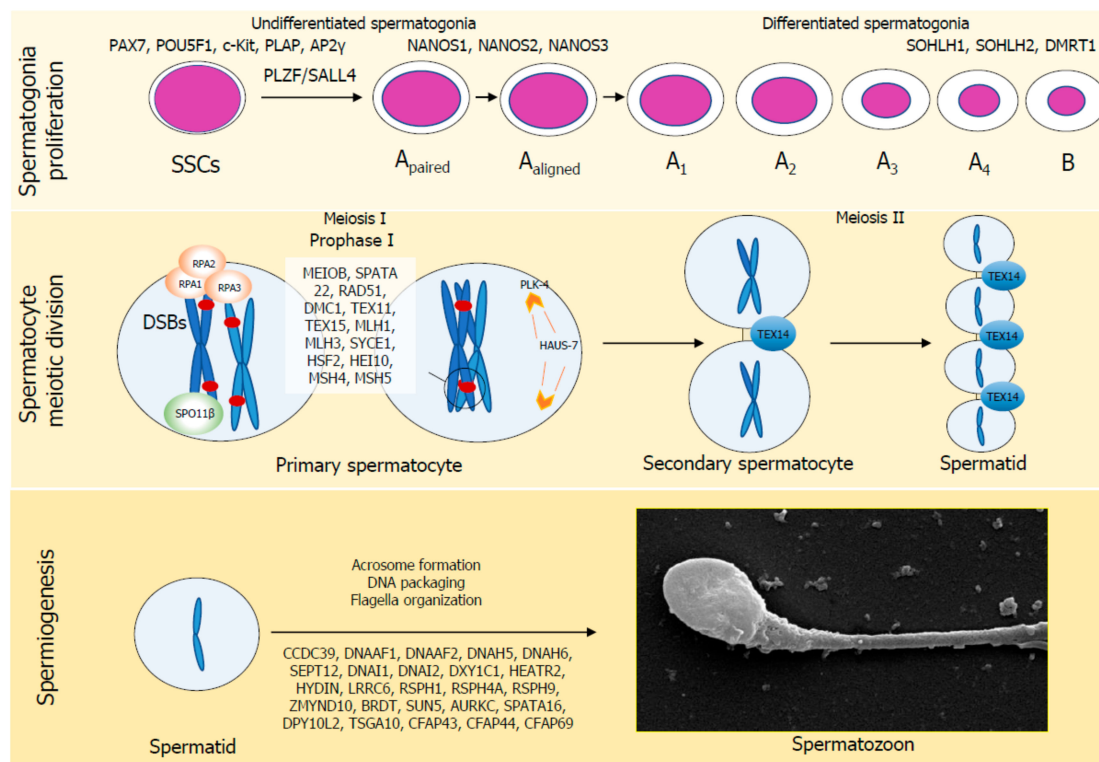 Undifferentiated spermatogonia
Differentiated spermatogonia
PAX7, POU5F1, c-Kit, PLAP, AP2γ
NANOS1, NANOS2, NANOS3
SOHLH1, SOHLH2, DMRT1
PLZF/SALL4
Spermatogonia
proliferation
SSCs
Apaired
Aaligned
A1
A2
A3
A4
B
Spermatocyte
meiotic division
Meiosis I
Prophase I
Meiosis II
RPA2
RPA1
RPA3
DSBs
SPO11β
MEIOB, SPATA
22, RAD51,
DMC1, TEX11,
TEX15, MLH1,
MLH3, SYCE1,
HSF2, HEI10,
MSH4, MSH5
PLK-4
HAUS-7
TEX14
TEX14
TEX14
TEX14
Primary spermatocyte
Secondary spermatocyte
Spermatid
Spermiogenesis
Acrosome formation
DNA packaging
Flagella organization
CCDC39, DNAAF1, DNAAF2, DNAH5, DNAH6,
SEPT12, DNAI1, DNAI2, DXY1C1, HEATR2,
HYDIN, LRRC6, RSPH1, RSPH4A, RSPH9,
ZMYND10, BRDT, SUN5, AURKC, SPATA16,
DPY10L2, TSGA10, CFAP43, CFAP44, CFAP69
Spermatid
Spermatozoon